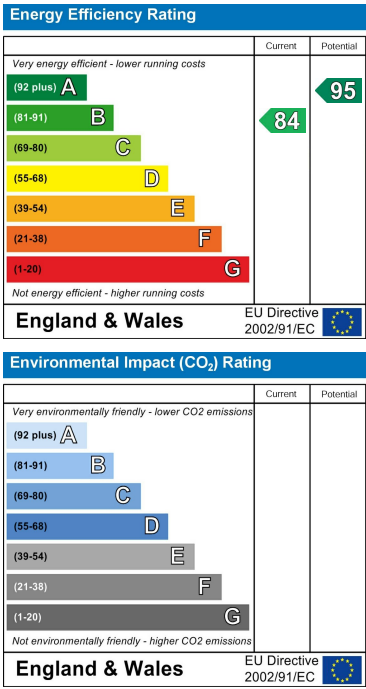 Energy Efficiency Rating
Current Potential
Very energy efficient - lower running costs
(92 plus) A
95
(81-91) B
84
(69-80) C
(55-68) D
(39-54) E
(21-38) F
(1-20) G
Not energy efficient - higher running costs
England & Wales
EU Directive
2002/91/EC
Environmental Impact (CO₂) Rating
Current Potential
Very environmentally friendly - lower CO2 emissions
(92 plus) A
(81-91) B
(69-80) C
(55-68) D
(39-54) E
(21-38) F
(1-20) G
Not environmentally friendly - higher CO2 emissions
England & Wales
EU Directive
2002/91/EC